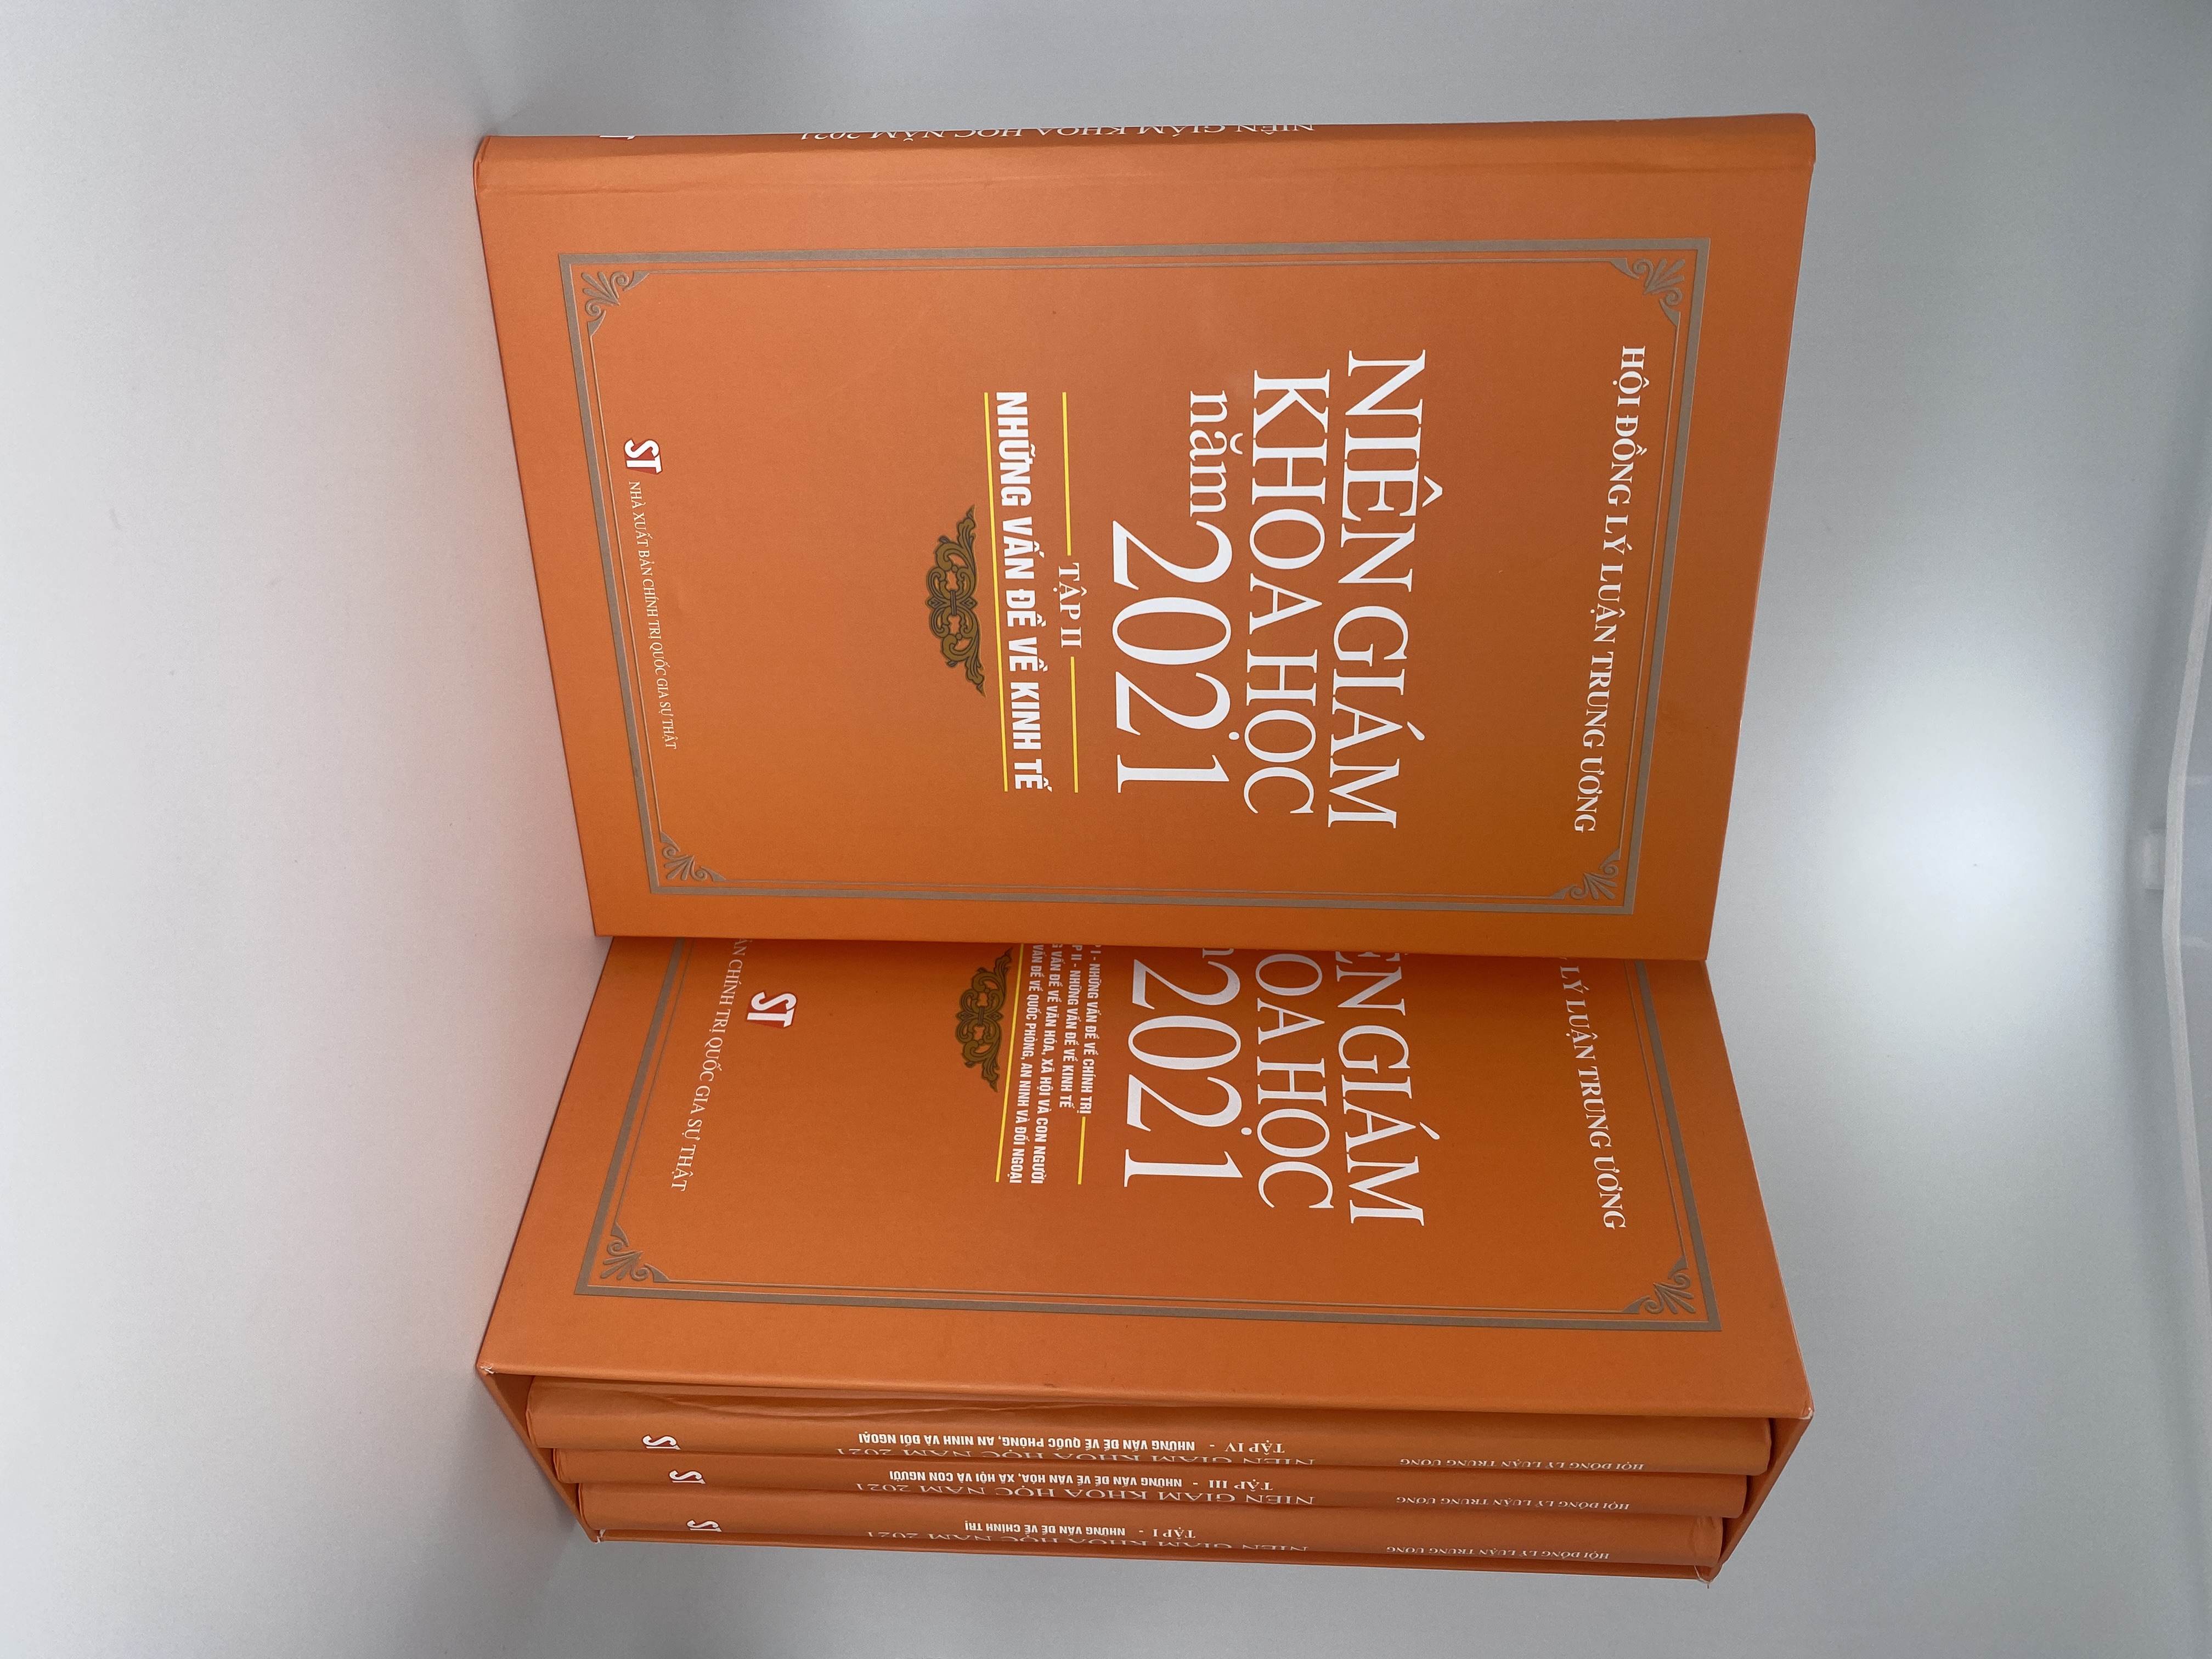 HỘI ĐỒNG LÝ LUẬN TRUNG ƯƠNG
NIÊN GIÁM
KHOA HỌC
năm 2021
TẬP II
NHỮNG VẤN ĐỀ VỀ KINH TẾ
ST NHÀ XUẤT BẢN CHÍNH TRỊ QUỐC GIA SỰ THẬT
NIÊN GIÁM KHOA HỌC NĂM 2021
LÝ LUẬN TRUNG ƯƠNG
GIÁM
HỌC
2021
I - NHỮNG VẤN ĐỀ VỀ CHÍNH TRỊ
II - NHỮNG VẤN ĐỀ VỀ KINH TẾ
VẤN ĐỀ VỀ VĂN HÓA, XÃ HỘI VÀ CON NGƯỜI
VẤN ĐỀ VỀ QUỐC PHÒNG, AN NINH VÀ ĐỐI NGOẠI
ST
CHÍNH TRỊ QUỐC GIA SỰ THẬT
HỘI ĐỒNG LÝ LUẬN TRUNG ƯƠNG
NIÊN GIÁM KHOA HỌC NĂM 2021
TẬP IV - NHỮNG VẤN ĐỀ VỀ QUỐC PHÒNG, AN NINH VÀ ĐỐI NGOẠI
ST
HỘI ĐỒNG LÝ LUẬN TRUNG ƯƠNG
NIÊN GIÁM KHOA HỌC NĂM 2021
TẬP III - NHỮNG VẤN ĐỀ VỀ VĂN HÓA, XÃ HỘI VÀ CON NGƯỜI
ST
HỘI ĐỒNG LÝ LUẬN TRUNG ƯƠNG
NIÊN GIÁM KHOA HỌC NĂM 2021
TẬP I - NHỮNG VẤN ĐỀ VỀ CHÍNH TRỊ
ST